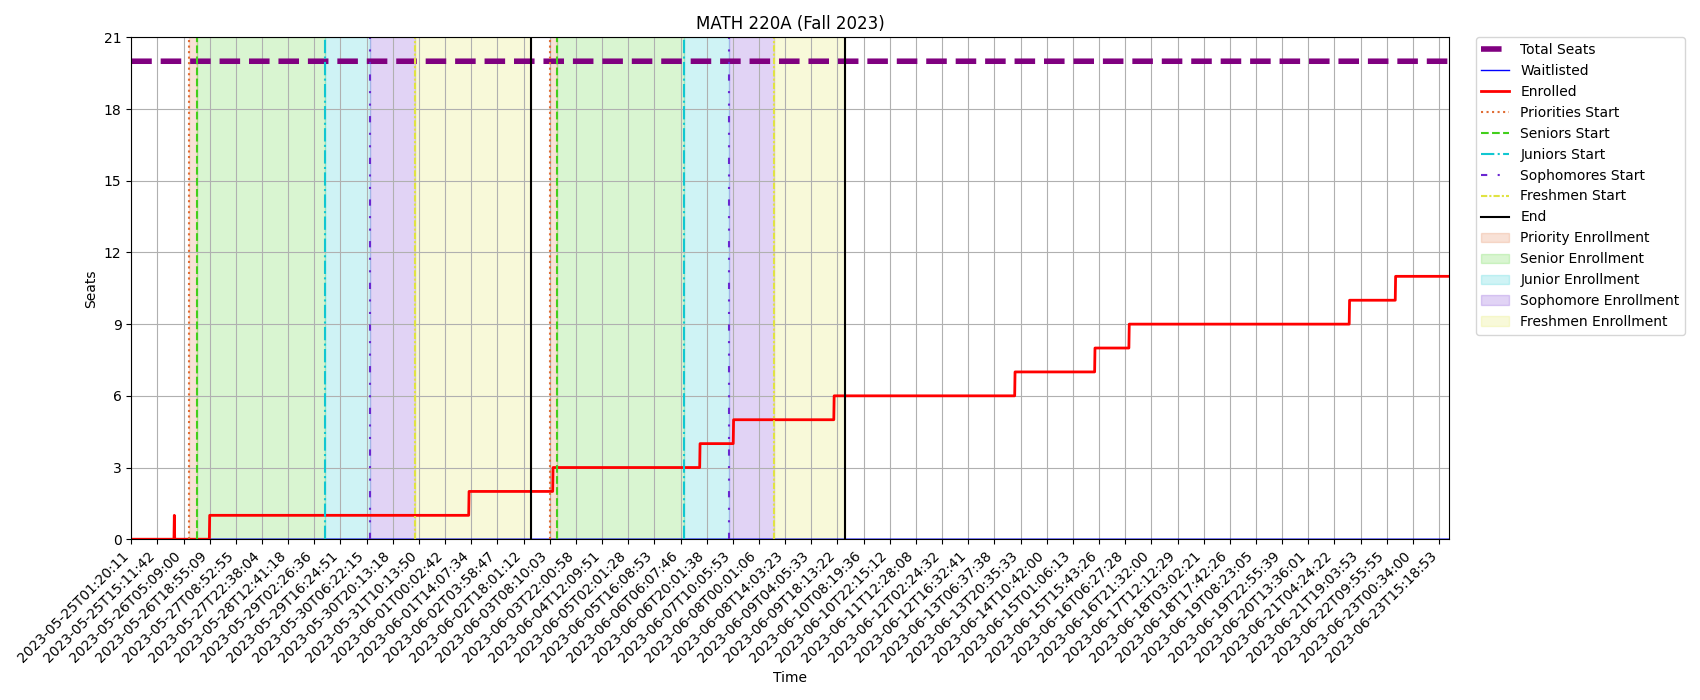 MATH 220A (Fall 2023)
21
18
15
12
9
6
3
0
Seats
2023-05-25T01:20:11
2023-05-25T15:11:42
2023-05-26T05:09:00
2023-05-26T18:55:09
2023-05-27T08:52:55
2023-05-27T22:38:04
2023-05-28T12:41:18
2023-05-29T02:26:36
2023-05-29T16:24:51
2023-05-30T06:22:15
2023-05-30T20:13:18
2023-05-31T10:13:50
2023-06-01T00:02:42
2023-06-01T14:07:34
2023-06-02T03:58:47
2023-06-02T18:01:12
2023-06-03T08:10:03
2023-06-03T22:00:58
2023-06-04T12:09:51
2023-06-05T02:01:28
2023-06-05T16:08:53
2023-06-06T06:07:46
2023-06-06T20:01:38
2023-06-07T10:05:53
2023-06-08T00:01:06
2023-06-08T14:03:23
2023-06-09T04:05:33
2023-06-09T18:13:22
2023-06-10T08:19:36
2023-06-10T22:15:12
2023-06-11T12:28:08
2023-06-12T02:24:32
2023-06-12T16:32:41
2023-06-13T06:37:38
2023-06-13T20:35:33
2023-06-14T10:42:00
2023-06-15T01:06:13
2023-06-15T15:43:26
2023-06-16T06:27:28
2023-06-16T21:32:00
2023-06-17T12:12:29
2023-06-18T03:02:21
2023-06-18T17:42:26
2023-06-19T08:23:05
2023-06-19T22:55:39
2023-06-20T13:36:01
2023-06-21T04:24:22
2023-06-21T19:03:53
2023-06-22T09:55:55
2023-06-23T00:34:00
2023-06-23T15:18:53
Time
Total Seats
Waitlisted
Enrolled
Priorities Start
Seniors Start
Juniors Start
Sophomores Start
Freshmen Start
End
Priority Enrollment
Senior Enrollment
Junior Enrollment
Sophomore Enrollment
Freshmen Enrollment